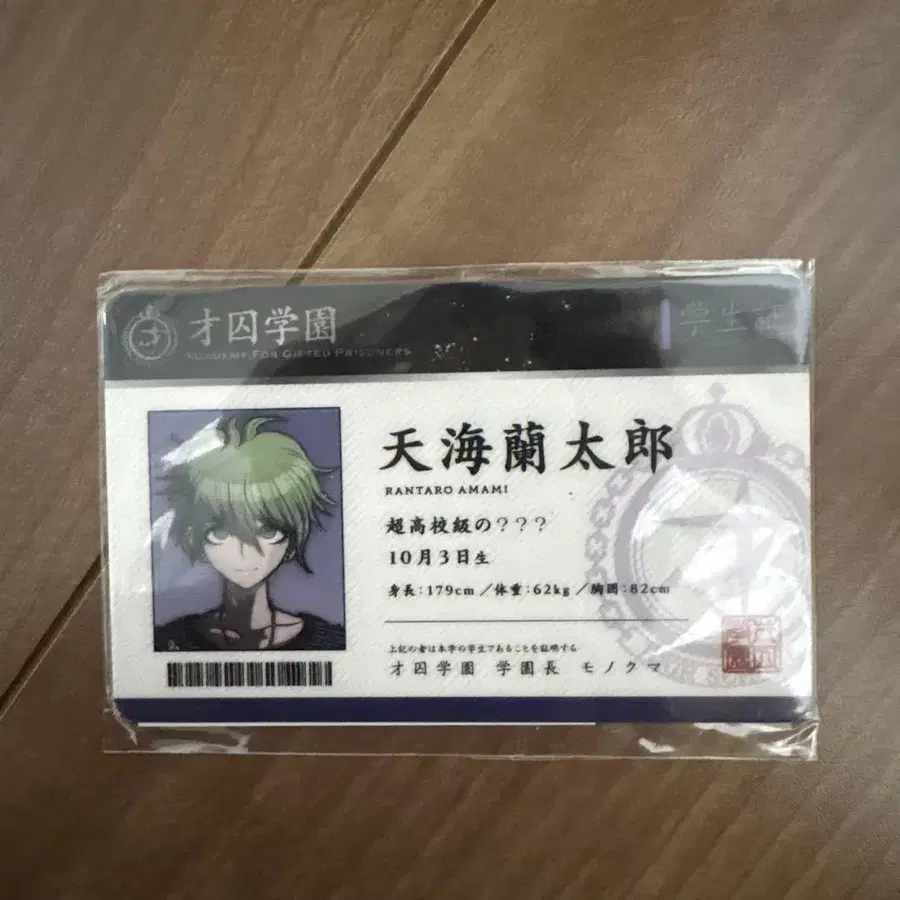 才囚学園
ACADEMY FOR GIFTED PRISONERS
学生証
天海蘭太郎
RANTARO AMAMI
超高校級の???
10月3日生
身長:179cm/体重:62kg/胸囲:82cm
上記の者は本学の学生であることを証明する
才囚学園 学園長 モノクマ